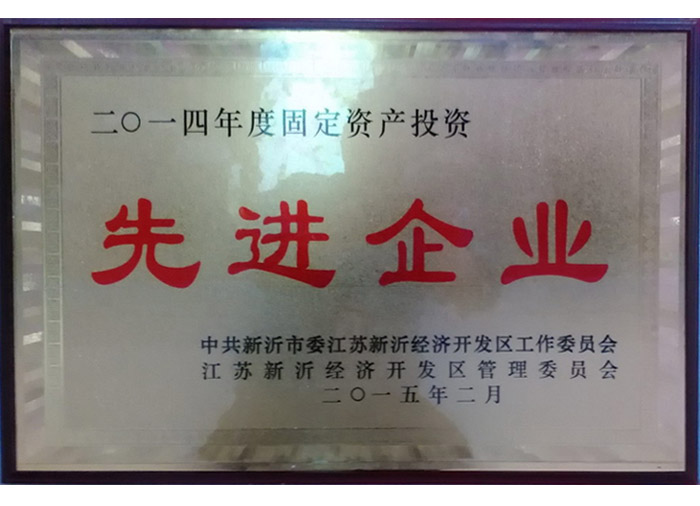 二〇一四年度固定资产投资
先进企业
中共新沂市委江苏新沂经济开发区工作委员会
江苏新沂经济开发区管理委员会
二〇一五年二月